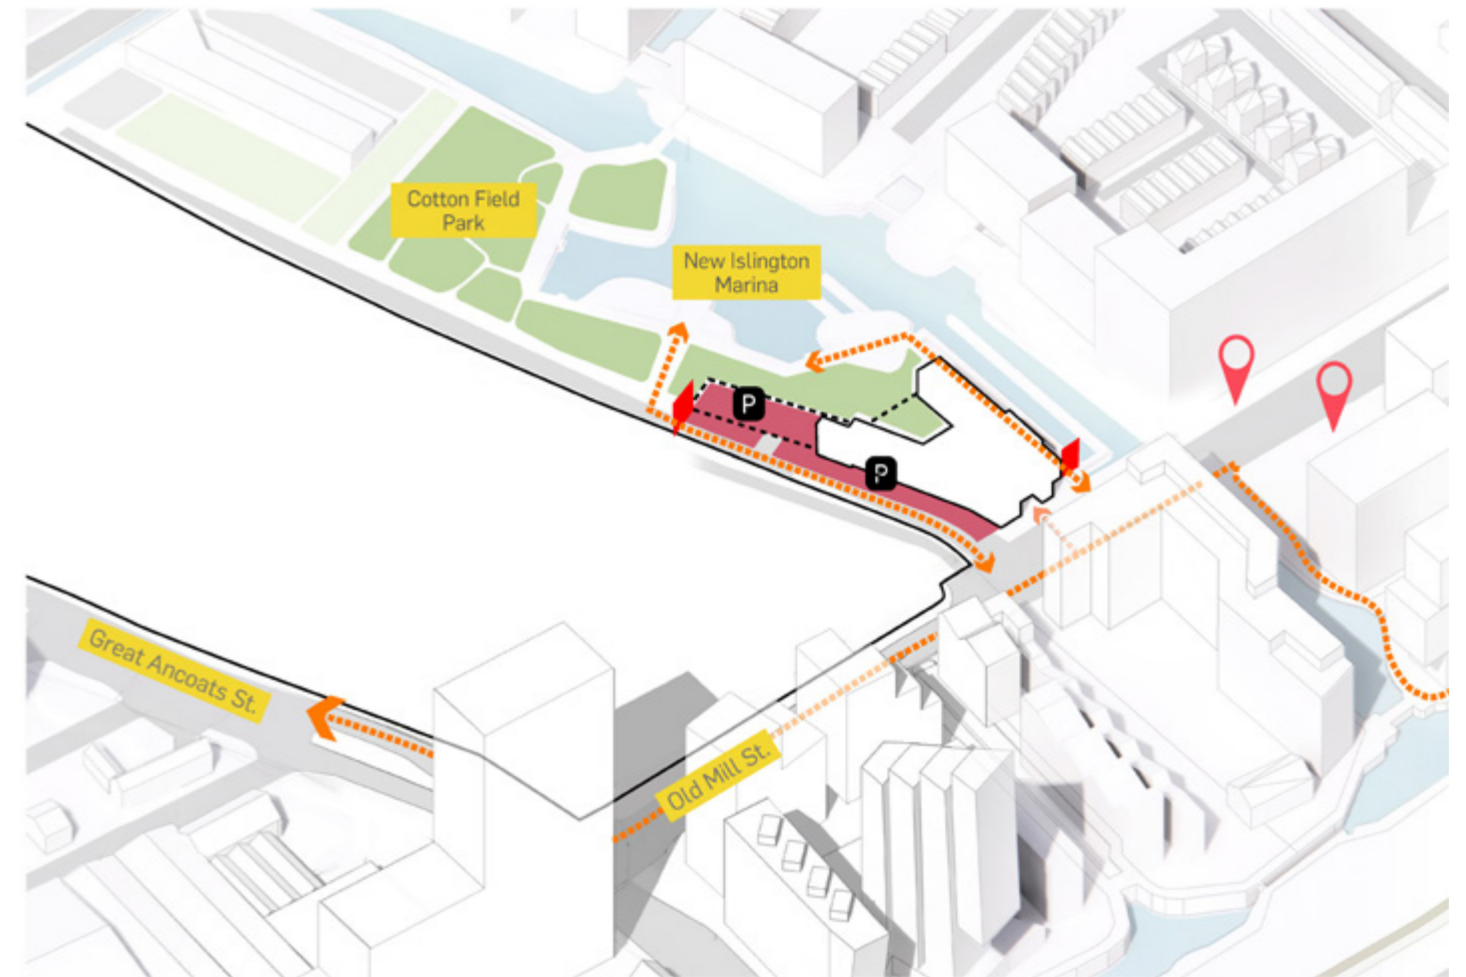 Cotton Field
Park
New Islington
Marina
P
P
Great Ancoats St.
Old Mill St.